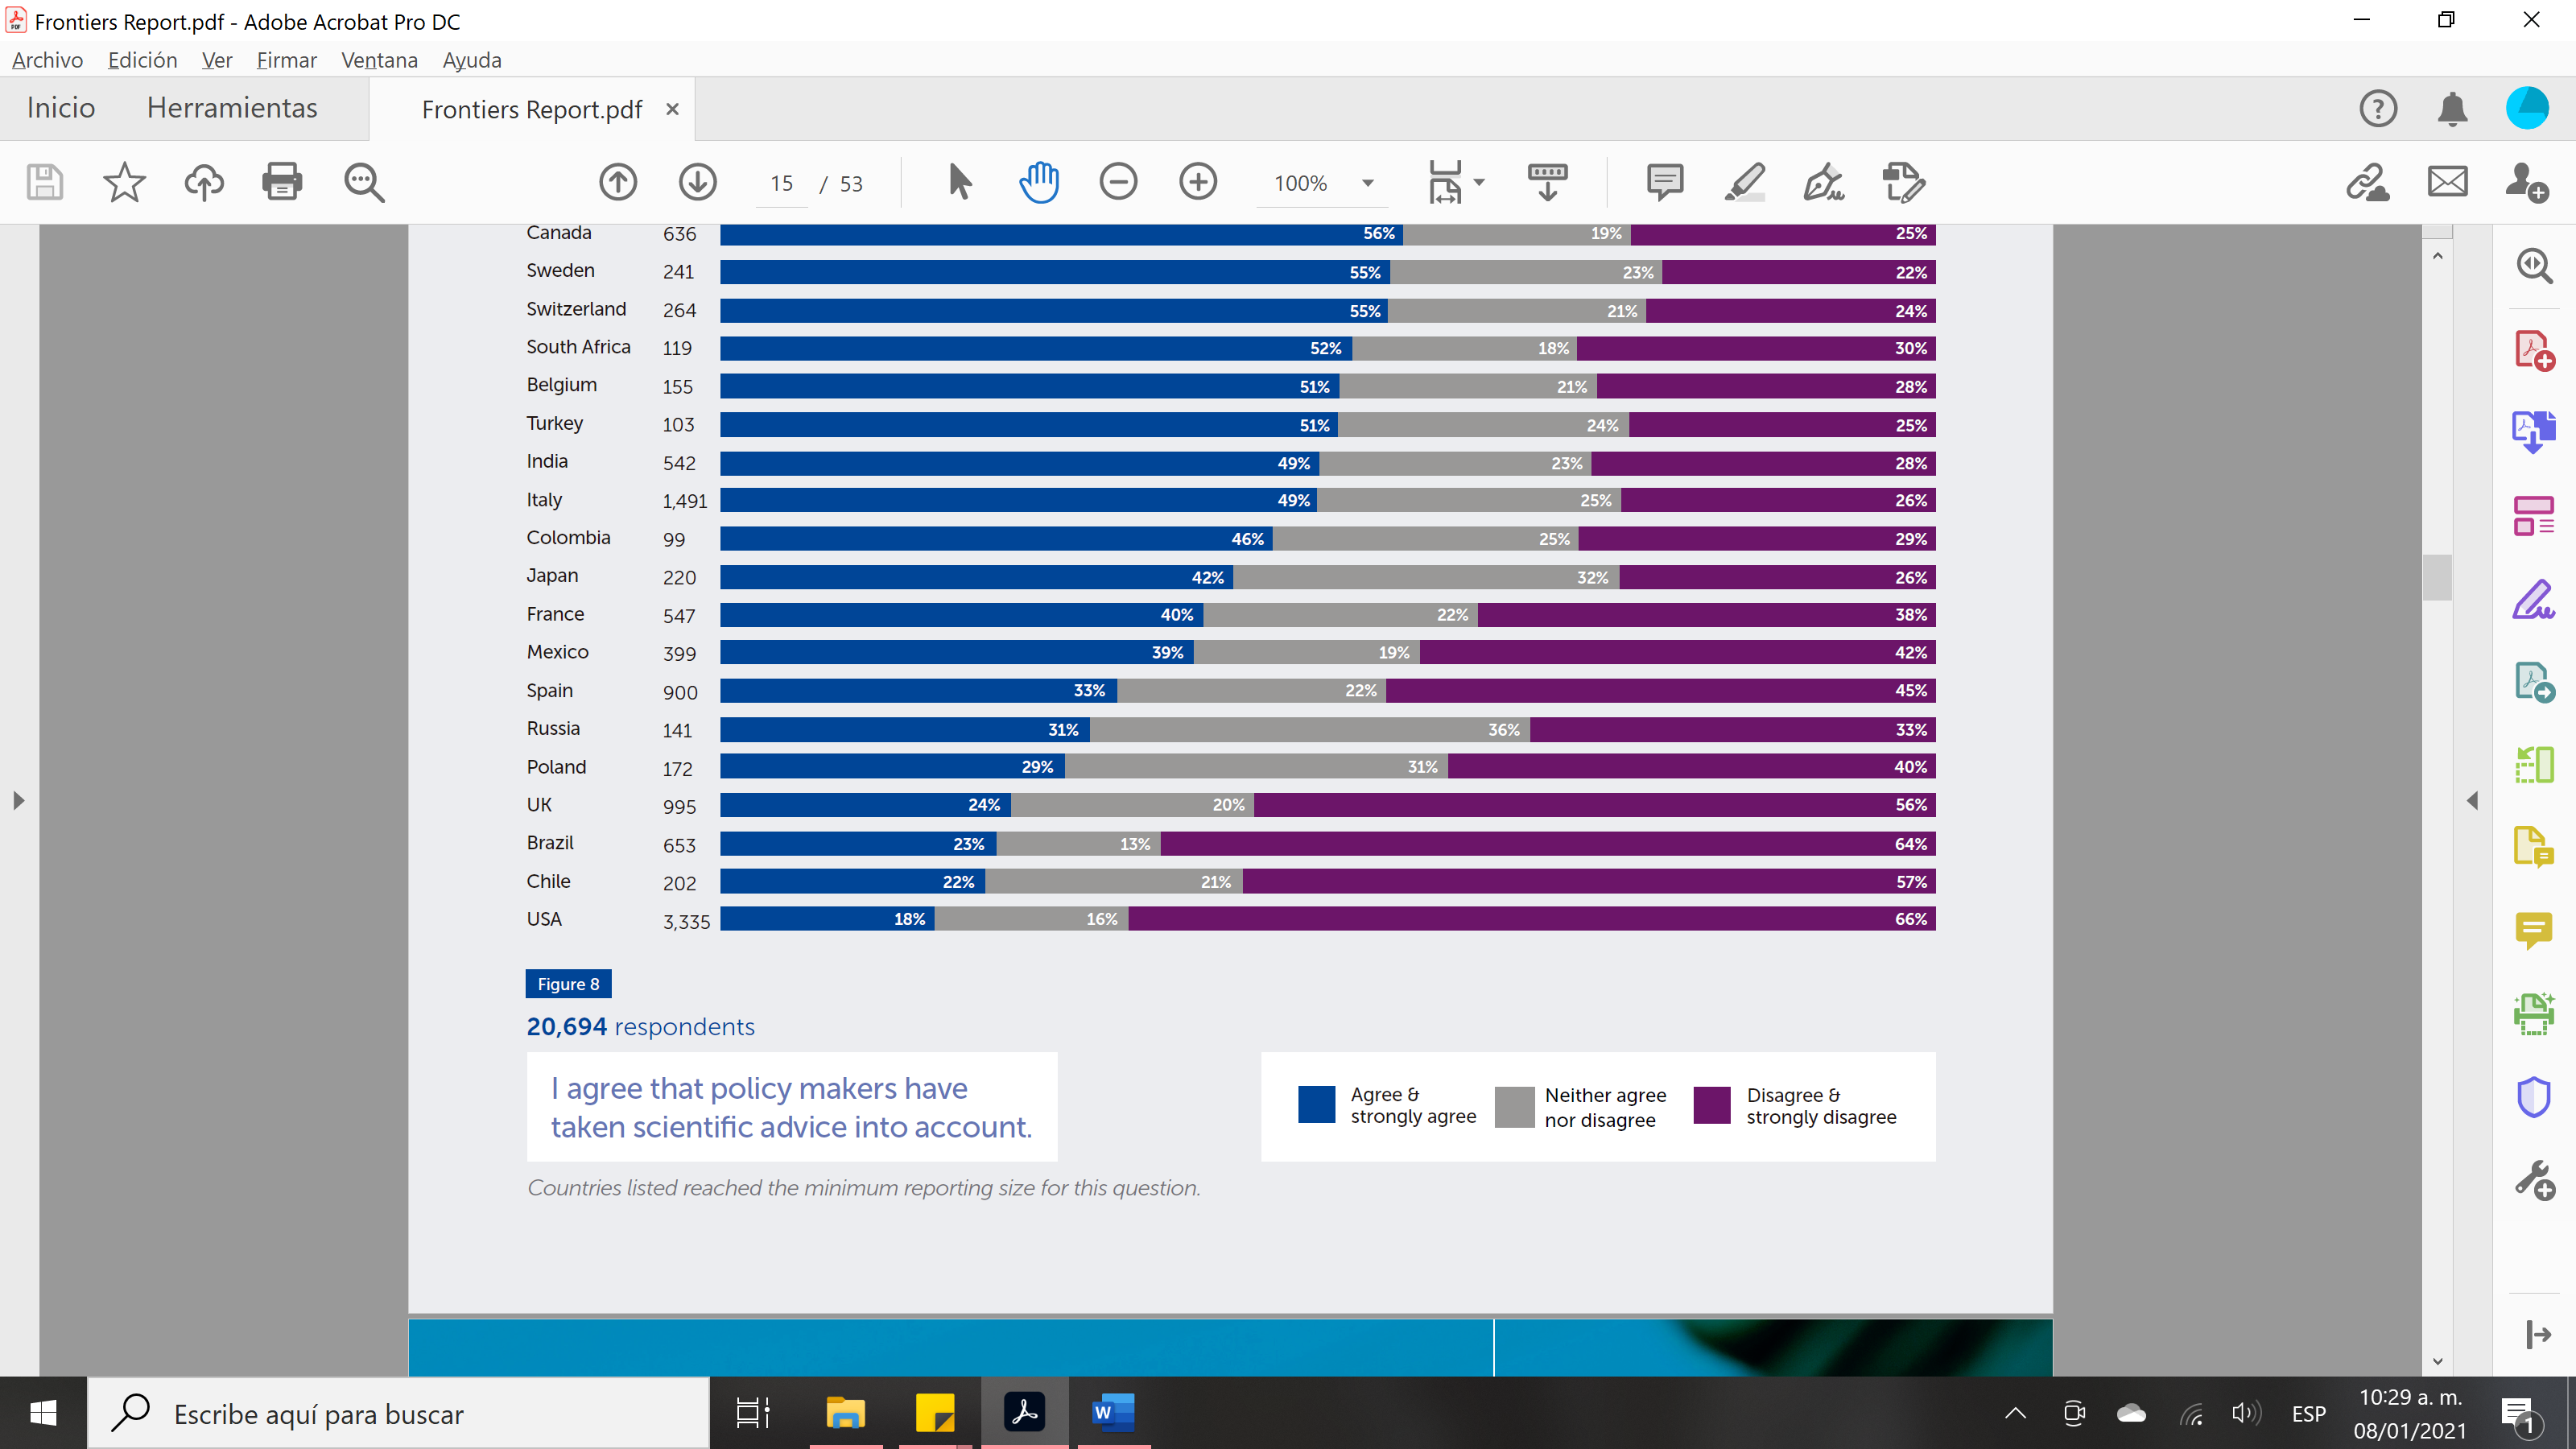 Frontiers Report.pdf - Adobe Acrobat Pro DC
Archivo Edición Ver Firmar Ventana Ayuda
Inicio Herramientas Frontiers Report.pdf ×
15 / 53 100%
Canada 636 56% 19% 25%
Sweden 241 55% 23% 22%
Switzerland 264 55% 21% 24%
South Africa 119 52% 18% 30%
Belgium 155 51% 21% 28%
Turkey 103 51% 24% 25%
India 542 49% 23% 28%
Italy 1,491 49% 25% 26%
Colombia 99 46% 25% 29%
Japan 220 42% 32% 26%
France 547 40% 22% 38%
Mexico 399 39% 19% 42%
Spain 900 33% 22% 45%
Russia 141 31% 36% 33%
Poland 172 29% 31% 40%
UK 995 24% 20% 56%
Brazil 653 23% 13% 64%
Chile 202 22% 21% 57%
USA 3,335 18% 16% 66%
Figure 8
20,694 respondents
I agree that policy makers have
taken scientific advice into account.
Agree &
strongly agree
Neither agree
nor disagree
Disagree &
strongly disagree
Countries listed reached the minimum reporting size for this question.
Escribe aquí para buscar
W
ESP
10:29 a. m.
08/01/2021
1